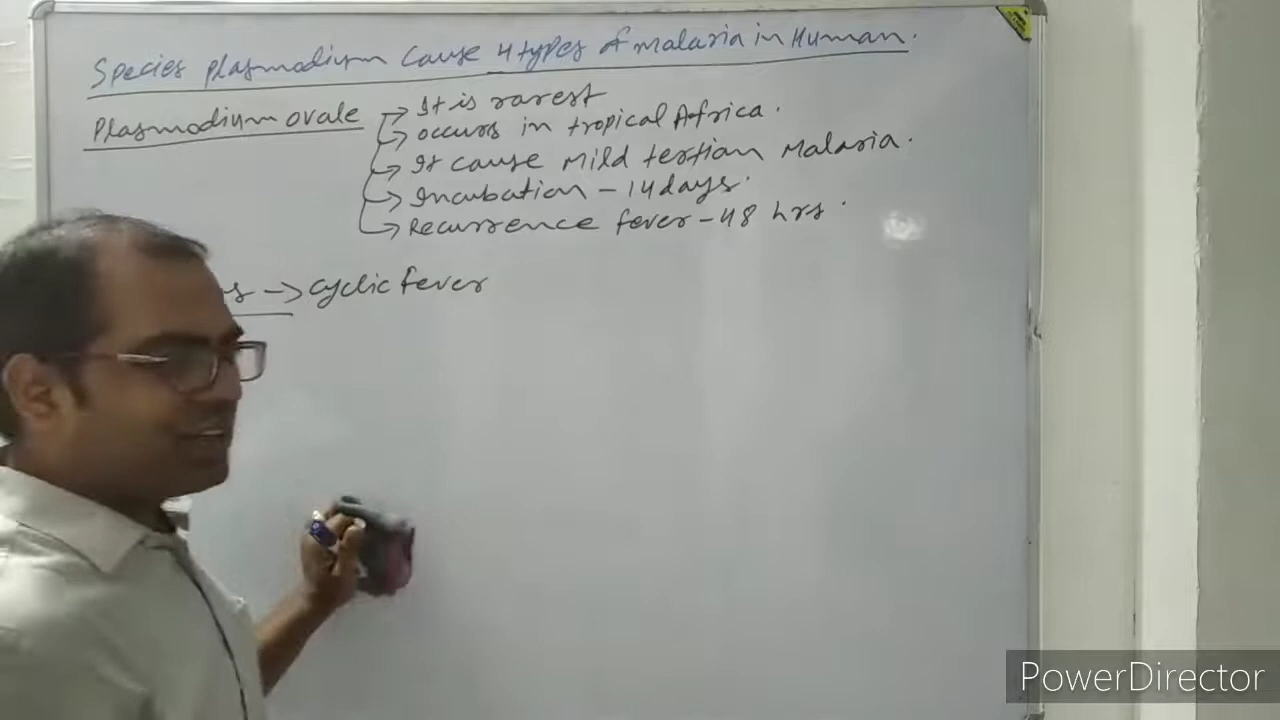 Species Plasmodium Cause 4 types of malaria in Human.
Plasmodium ovale → It is rarest
→ occurs in tropical Africa.
→ It cause Mild tertian Malaria.
→ Incubation - 14 days.
→ Recurrence fever - 48 hrs.
→ cyclic fever
PowerDirector